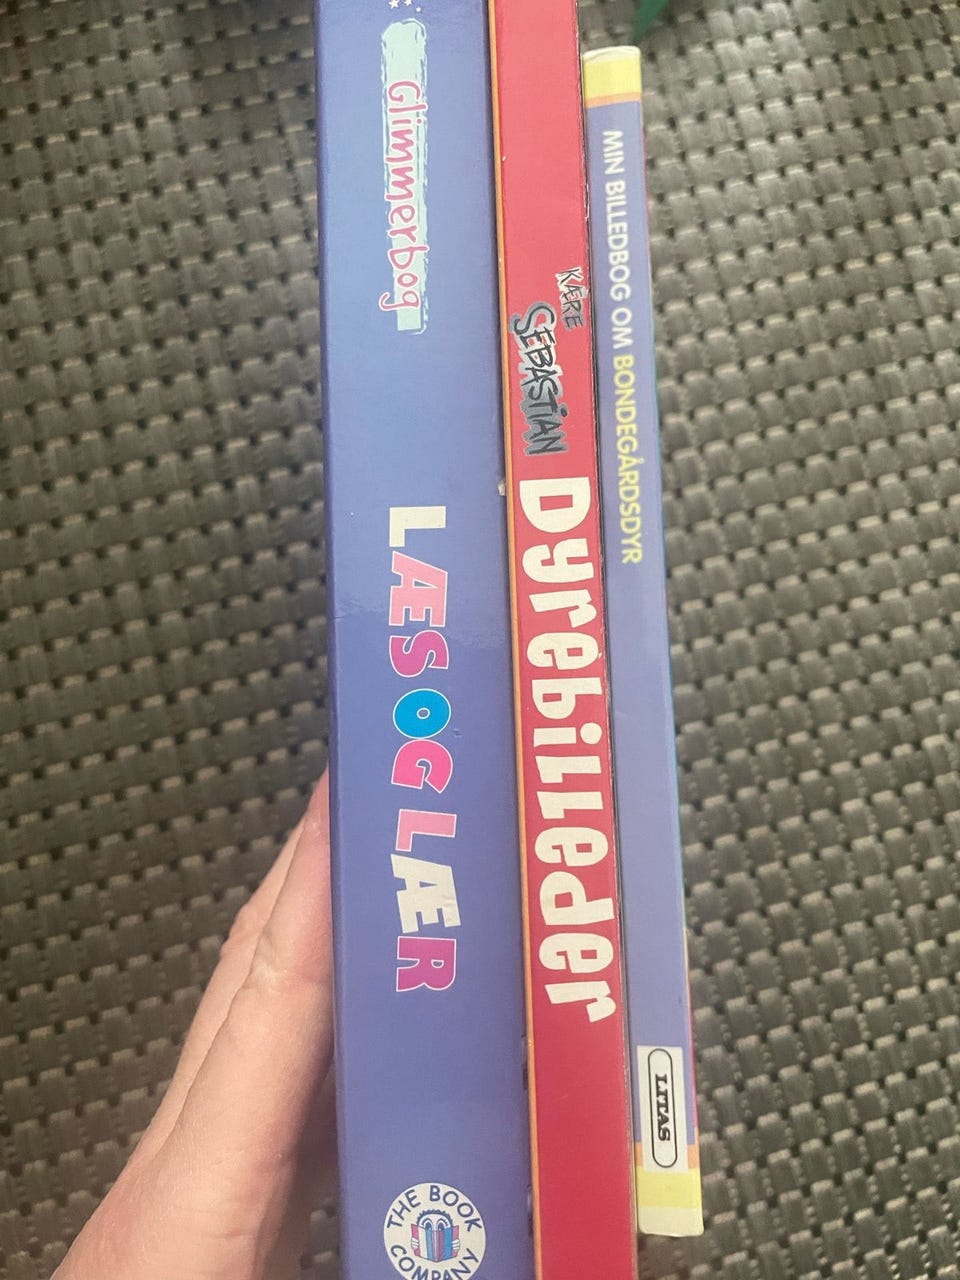 Glimmerbog
LÆS OG LÆR
THE BOOK
COMPANY
KÆRE
SEBASTIAN
Dyrebilleder
MIN BILLEDBOG OM BONDEGÅRDSDYR
LITAS